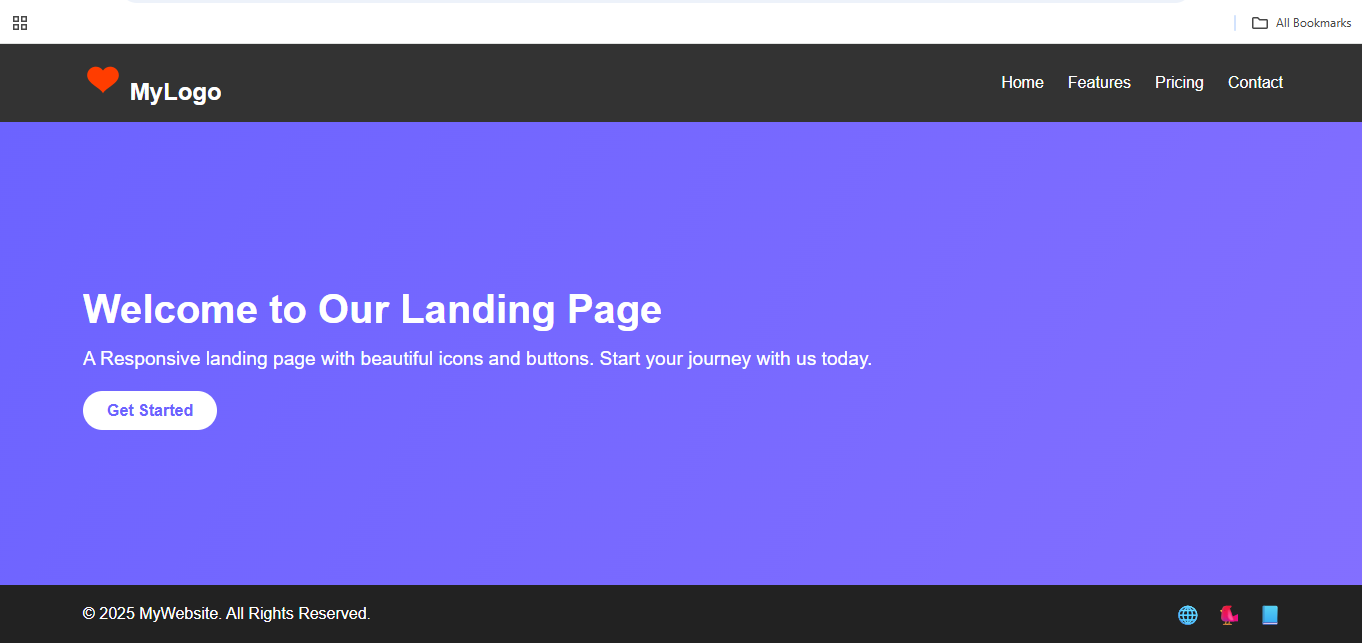 All Bookmarks
MyLogo
Home Features Pricing Contact
Welcome to Our Landing Page
A Responsive landing page with beautiful icons and buttons. Start your journey with us today.
Get Started
© 2025 MyWebsite. All Rights Reserved.